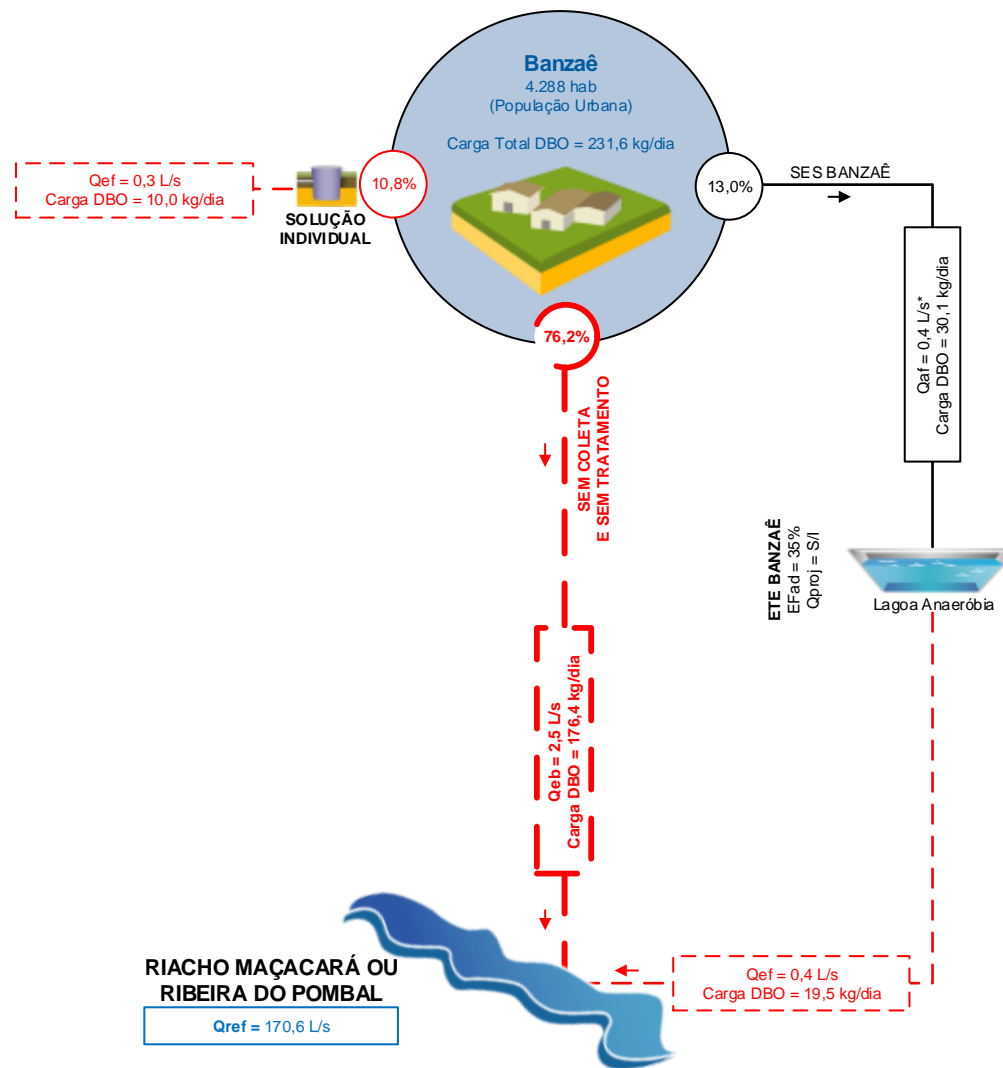 Banzaê
4.288 hab
(População Urbana)
Carga Total DBO = 231,6 kg/dia
Qef = 0,3 L/s
Carga DBO = 10,0 kg/dia
SOLUÇÃO
INDIVIDUAL
10,8%
13,0%
SES BANZAÊ
76,2%
Qaf = 0,4 L/s*
Carga DBO = 30,1 kg/dia
SEM COLETA
E SEM TRATAMENTO
ETE BANZAÊ
EFad = 35%
Qproj = S/I
Lagoa Anaeróbia
Qeb = 2,5 L/s
Carga DBO = 176,4 kg/dia
RIACHO MAÇACARÁ OU
RIBEIRA DO POMBAL
Qref = 170,6 L/s
Qef = 0,4 L/s
Carga DBO = 19,5 kg/dia